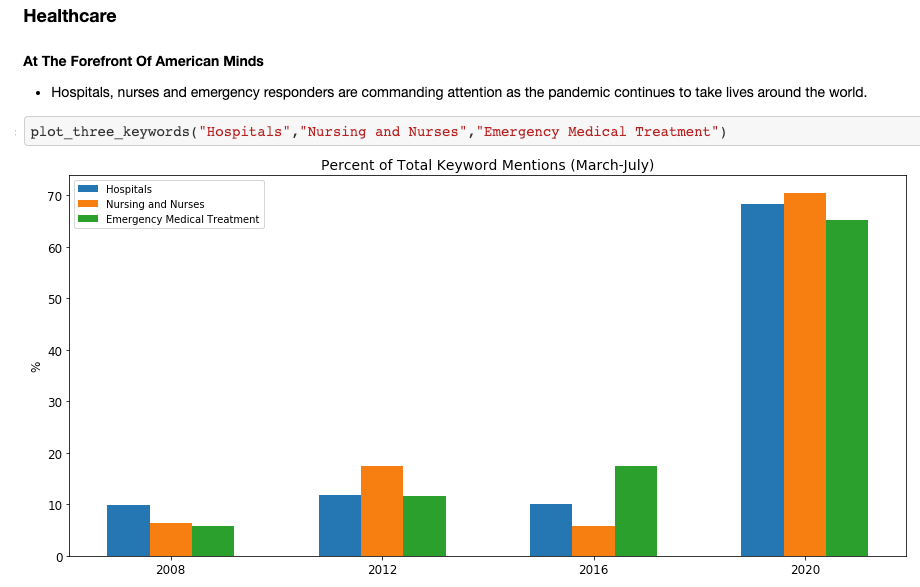 Healthcare
At The Forefront Of American Minds
• Hospitals, nurses and emergency responders are commanding attention as the pandemic continues to take lives around the world.
plot_three_keywords("Hospitals","Nursing and Nurses","Emergency Medical Treatment")
Percent of Total Keyword Mentions (March-July)
Hospitals
Nursing and Nurses
Emergency Medical Treatment
70
60
50
40
%
30
20
10
0
2008 2012 2016 2020